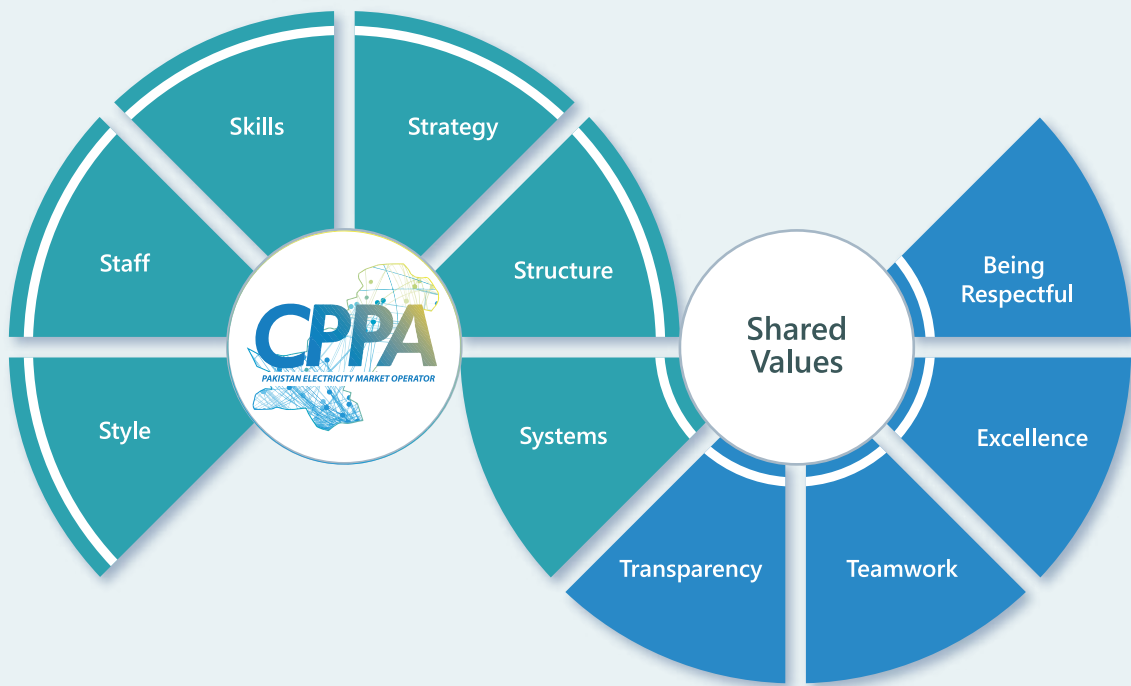 Skills
Strategy
Staff
Structure
Style
Systems
CPPA
PAKISTAN ELECTRICITY MARKET OPERATOR
Shared
Values
Being
Respectful
Excellence
Transparency
Teamwork